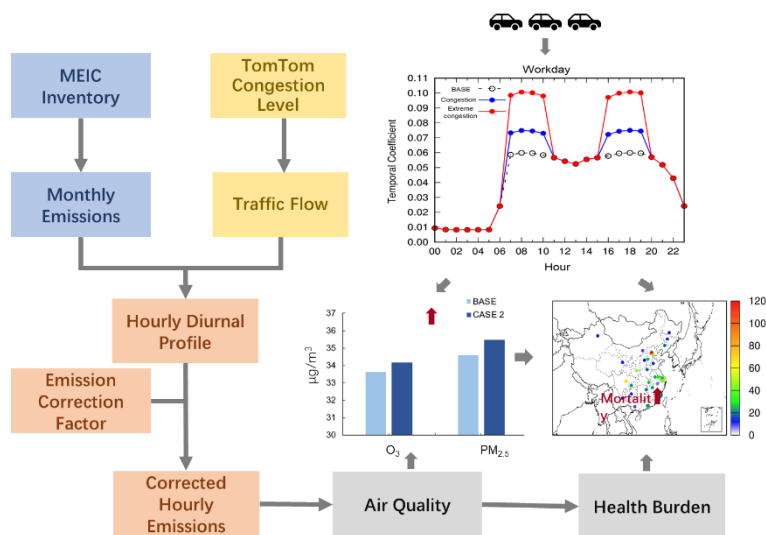 MEIC
Inventory
TomTom
Congestion
Level
Monthly
Emissions
Traffic Flow
Hourly Diurnal
Profile
Emission
Correction
Factor
Corrected
Hourly
Emissions
Air Quality
Health Burden
Workday
BASE
Congestion
Extreme
congestion
Temporal Coefficient
0.11
0.10
0.09
0.08
0.07
0.06
0.05
0.04
0.03
0.02
0.01
0.00
00 02 04 06 08 10 12 14 16 18 20 22
Hour
BASE
CASE 2
μg/m³
37
36
35
34
33
32
31
30
O₃ PM₂.₅
Mortalit
y
120
100
80
60
40
20
0